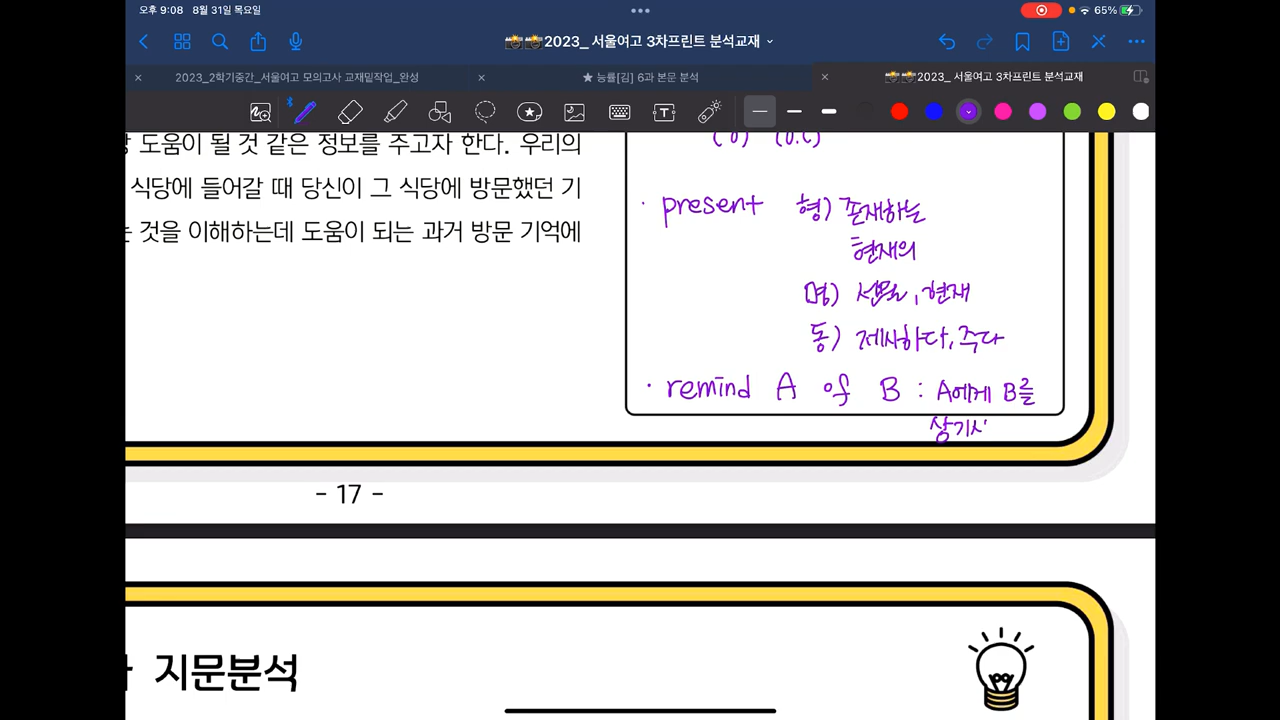 오후 9:08 8월 31일 목요일
65%
2023_ 서울여고 3차프린트 분석교재
2023_2학기중간_서울여고 모의고사 교재밑작업_완성
★ 능률[김] 6과 본문 분석
2023_ 서울여고 3차프린트 분석교재
도움이 될 것 같은 정보를 주고자 한다. 우리의
식당에 들어갈 때 당신이 그 식당에 방문했던 기
것을 이해하는데 도움이 되는 과거 방문 기억에
(O) (O.C)
· present 형) 존재하는
현재의
명) 선물, 현재
동) 제시하다, 주다
· remind A of B : A에게 B를
상기시
- 17 -
지문분석